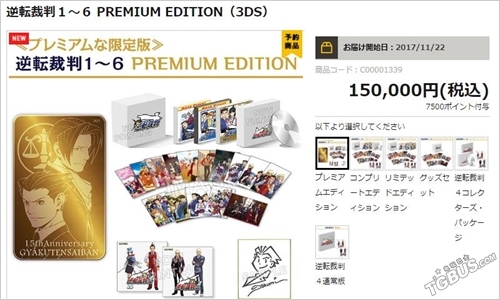 逆転裁判1~6 PREMIUM EDITION（3DS）
NEW
≪プレミアムな限定版≫
予約商品
逆転裁判1~6 PREMIUM EDITION
15th Anniversary
GYAKUTENSAIBAN
お届け開始日：2017/11/22
商品コード：C00001339
150,000円(税込)
7500ポイント付与
以下より選択してください
プレミアムエディション
コンプリートエディション
リミテッドエディション
グッズセット
逆転裁判４コレクターズ・パッケージ
逆転裁判４通常版
TGBUS.COM